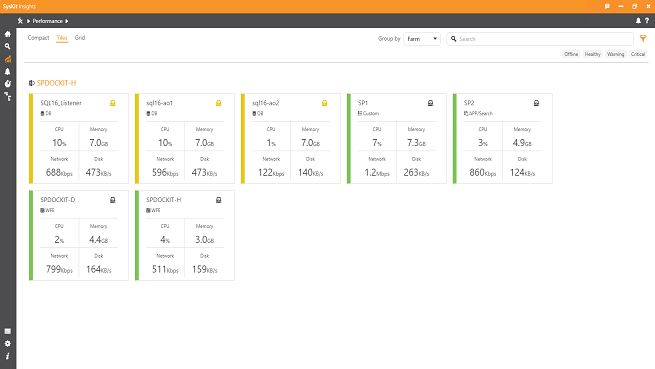 SysKit Insights
Performance
Compact Tiles Grid
Group by Farm
Search
Offline Healthy Warning Critical
SPDOCKIT-H
SQL16_Listener
DB
CPU Memory
10% 7.0GB
Network Disk
688Kbps 473KB/s
sql16-ao1
DB
CPU Memory
10% 7.0GB
Network Disk
596Kbps 473KB/s
sql16-ao2
DB
CPU Memory
1% 7.0GB
Network Disk
122Kbps 140KB/s
SP1
Custom
CPU Memory
7% 7.3GB
Network Disk
1.2Mbps 263KB/s
SP2
APP/Search
CPU Memory
3% 4.9GB
Network Disk
860Kbps 124KB/s
SPDOCKIT-D
WFE
CPU Memory
2% 4.4GB
Network Disk
799Kbps 164KB/s
SPDOCKIT-H
WFE
CPU Memory
4% 3.0GB
Network Disk
511Kbps 159KB/s